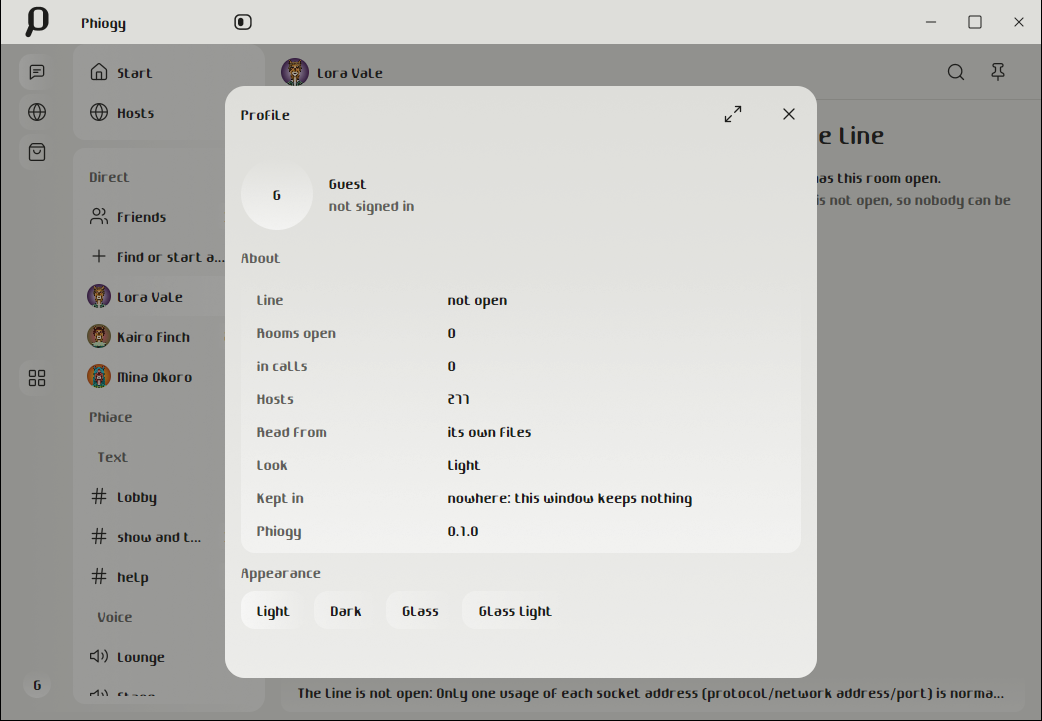 Phiogy
Start
Hosts
Direct
Friends
Find or start a...
Lora Vale
Kairo Finch
Mina Okoro
Phiace
Text
Lobby
show and t...
help
Voice
Lounge
G
Lora Vale
e Line
as this room open.
is not open, so nobody can be
Profile
G
Guest
not signed in
About
Line
not open
Rooms open
0
in calls
0
Hosts
277
Read from
its own files
Look
Light
Kept in
nowhere: this window keeps nothing
Phiogy
0.1.0
Appearance
Light
Dark
Glass
Glass Light
The Line is not open: Only one usage of each socket address (protocol/network address/port) is norma...